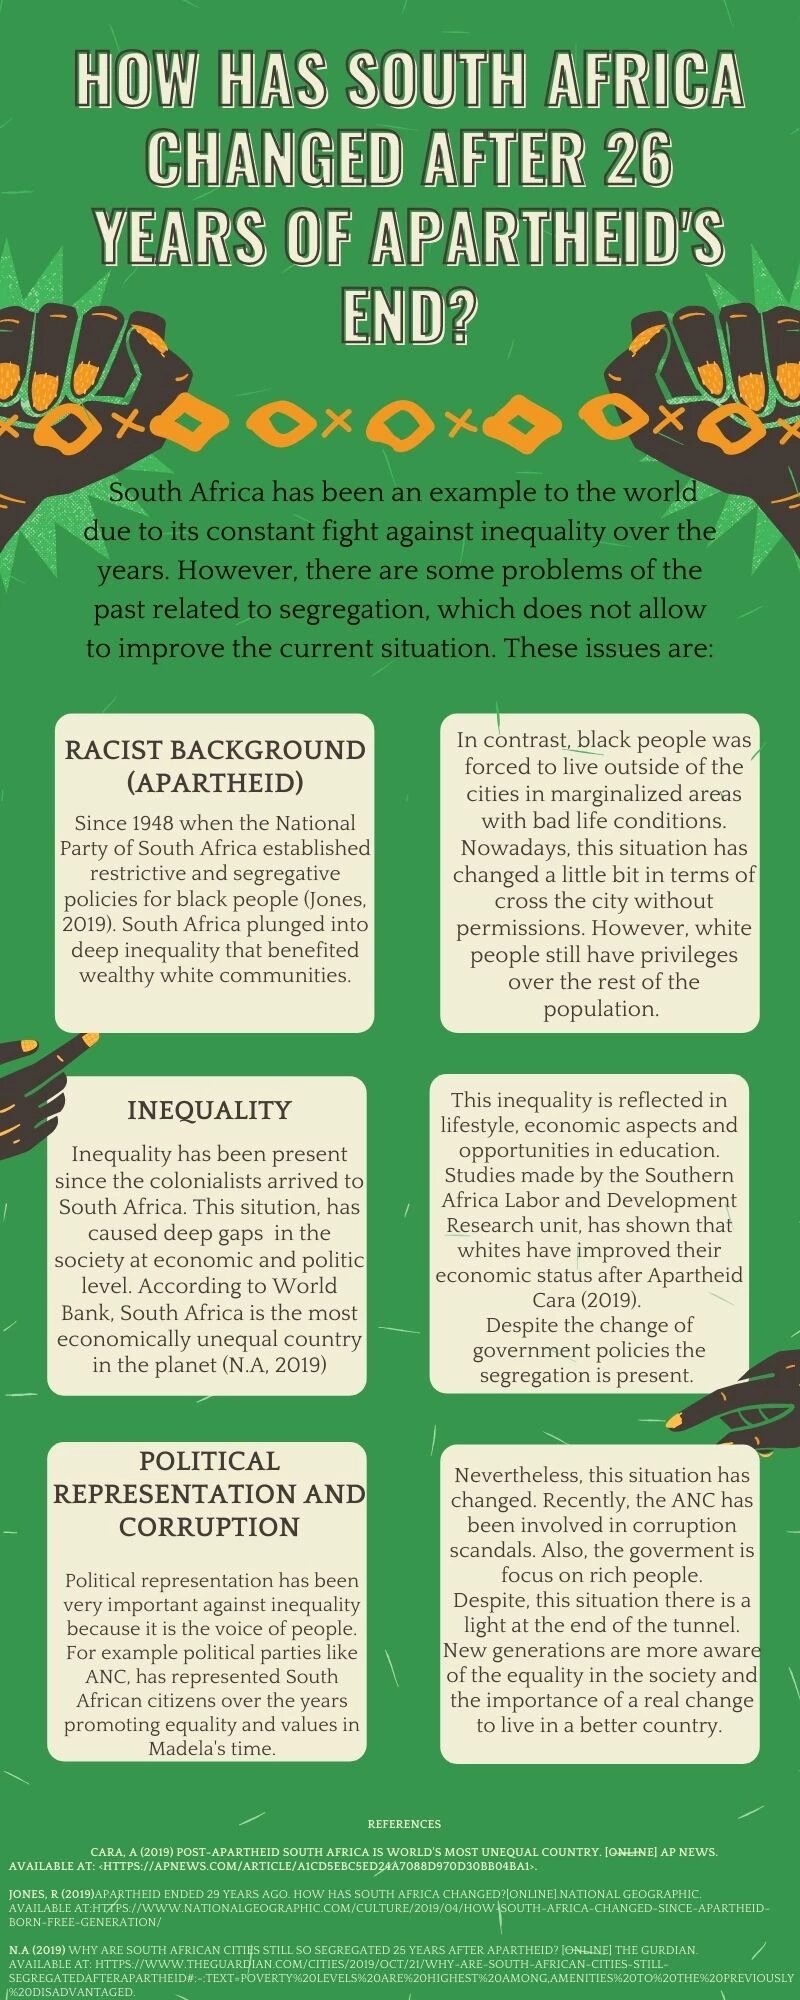 HOW HAS SOUTH AFRICA
CHANGED AFTER 26
YEARS OF APARTHEID'S
END?
South Africa has been an example to the world
due to its constant fight against inequality over the
years. However, there are some problems of the
past related to segregation, which does not allow
to improve the current situation. These issues are:
RACIST BACKGROUND
(APARTHEID)
Since 1948 when the National
Party of South Africa established
restrictive and segregative
policies for black people (Jones,
2019). South Africa plunged into
deep inequality that benefited
wealthy white communities.
In contrast, black people was
forced to live outside of the
cities in marginalized areas
with bad life conditions.
Nowadays, this situation has
changed a little bit in terms of
cross the city without
permissions. However, white
people still have privileges
over the rest of the
population.
INEQUALITY
Inequality has been present
since the colonialists arrived to
South Africa. This sitution, has
caused deep gaps in the
society at economic and politic
level. According to World
Bank, South Africa is the most
economically unequal country
in the planet (N.A, 2019)
This inequality is reflected in
lifestyle, economic aspects and
opportunities in education.
Studies made by the Southern
Africa Labor and Development
Research unit, has shown that
whites have improved their
economic status after Apartheid
Cara (2019).
Despite the change of
government policies the
segregation is present.
POLITICAL
REPRESENTATION AND
CORRUPTION
Political representation has been
very important against inequality
because it is the voice of people.
For example political parties like
ANC, has represented South
African citizens over the years
promoting equality and values in
Madela's time.
Nevertheless, this situation has
changed. Recently, the ANC has
been involved in corruption
scandals. Also, the goverment is
focus on rich people.
Despite, this situation there is a
light at the end of the tunnel.
New generations are more aware
of the equality in the society and
the importance of a real change
to live in a better country.
REFERENCES
CARA, A (2019) POST-APARTHEID SOUTH AFRICA IS WORLD'S MOST UNEQUAL COUNTRY. [ONLINE] AP NEWS.
AVAILABLE AT: <HTTPS://APNEWS.COM/ARTICLE/A1CD5EBC5ED24A7088D970D30BB04BA1>.
JONES, R (2019)APARTHEID ENDED 29 YEARS AGO. HOW HAS SOUTH AFRICA CHANGED?[ONLINE].NATIONAL GEOGRAPHIC.
AVAILABLE AT:HTTPS://WWW.NATIONALGEOGRAPHIC.COM/CULTURE/2019/04/HOW-SOUTH-AFRICA-CHANGED-SINCE-APARTHEID-
BORN-FREE-GENERATION/
N.A (2019) WHY ARE SOUTH AFRICAN CITIES STILL SO SEGREGATED 25 YEARS AFTER APARTHEID? [ONLINE] THE GURDIAN.
AVAILABLE AT: HTTPS://WWW.THEGUARDIAN.COM/CITIES/2019/OCT/21/WHY-ARE-SOUTH-AFRICAN-CITIES-STILL-
SEGREGATEDAFTERAPARTHEID#:~:TEXT=POVERTY%20LEVELS%20ARE%20HIGHEST%20AMONG,AMENITIES%20TO%20THE%20PREVIOUSLY
%20DISADVANTAGED.